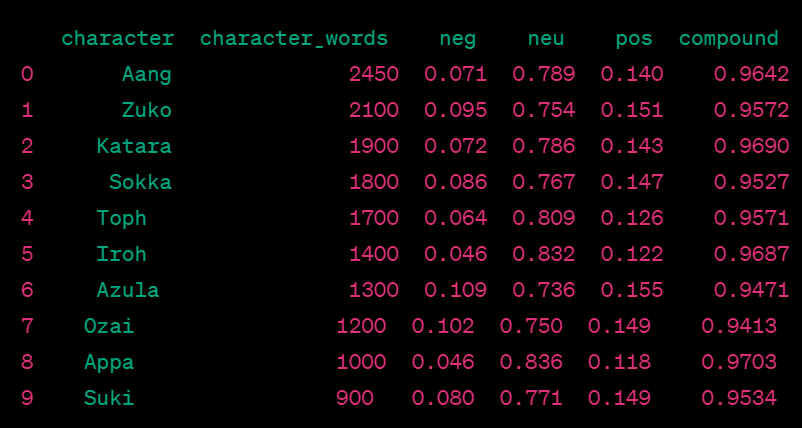 character character_words neg neu pos compound
0 Aang 2450 0.071 0.789 0.140 0.9642
1 Zuko 2100 0.095 0.754 0.151 0.9572
2 Katara 1900 0.072 0.786 0.143 0.9690
3 Sokka 1800 0.086 0.767 0.147 0.9527
4 Toph 1700 0.064 0.809 0.126 0.9571
5 Iroh 1400 0.046 0.832 0.122 0.9687
6 Azula 1300 0.109 0.736 0.155 0.9471
7 Ozai 1200 0.102 0.750 0.149 0.9413
8 Appa 1000 0.046 0.836 0.118 0.9703
9 Suki 900 0.080 0.771 0.149 0.9534